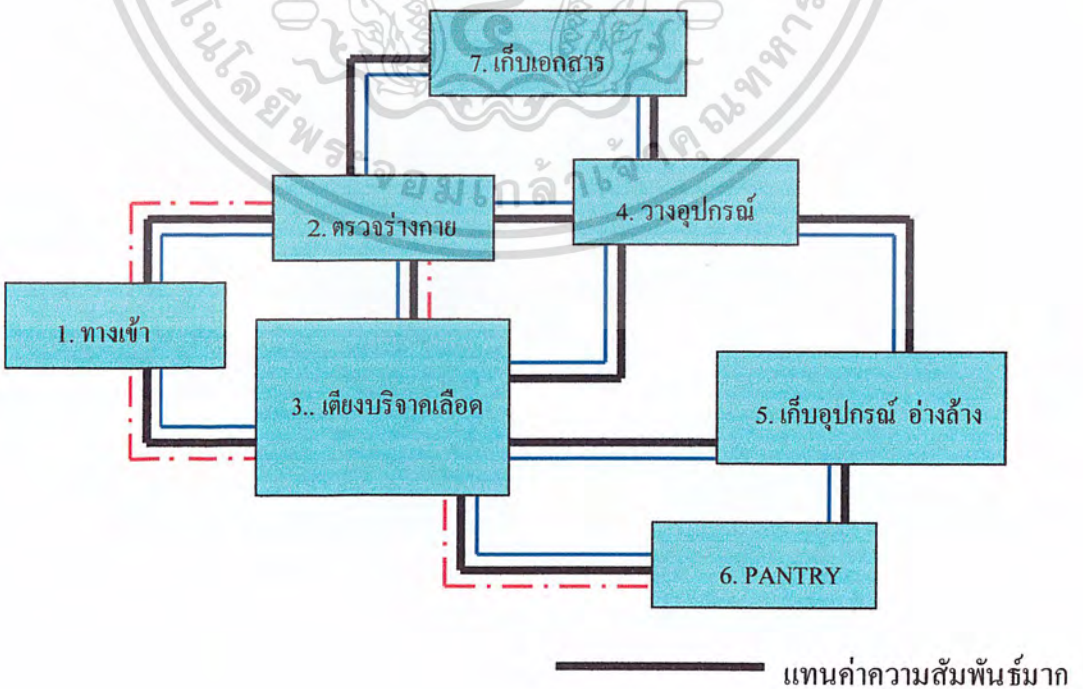 7. เก็บเอกสาร
2. ตรวจร่างกาย
4. วางอุปกรณ์
1. ทางเข้า
3.. เตียงบริจาคเลือด
5. เก็บอุปกรณ์ อ่างล้าง
6. PANTRY
แทนค่าความสัมพันธ์มาก